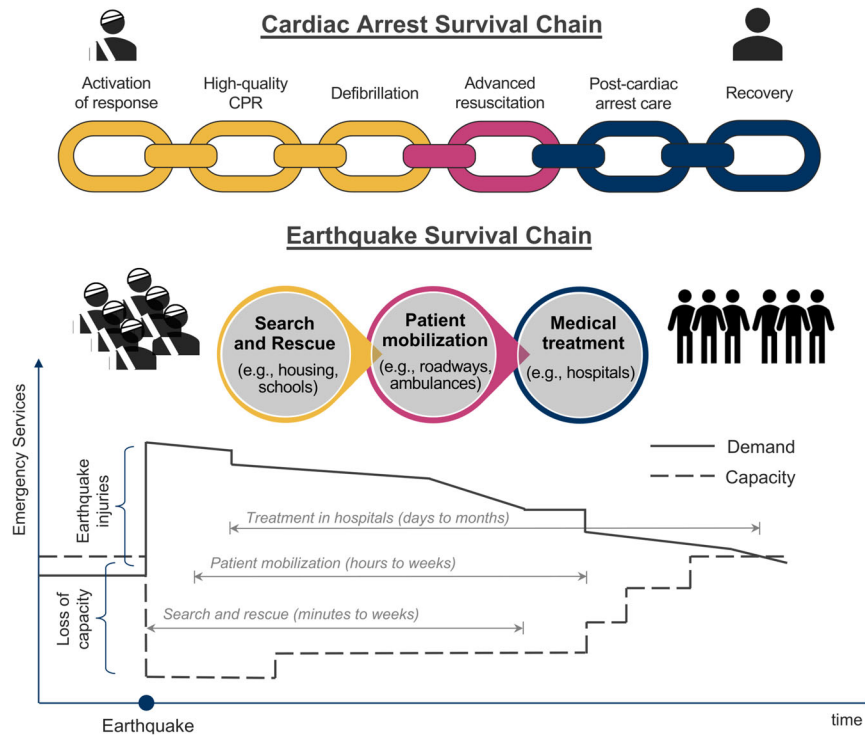 Cardiac Arrest Survival Chain
Activation
of response
High-quality
CPR
Defibrillation
Advanced
resuscitation
Post-cardiac
arrest care
Recovery
Earthquake Survival Chain
Search
and Rescue
(e.g., housing,
schools)
Patient
mobilization
(e.g., roadways,
ambulances)
Medical
treatment
(e.g., hospitals)
Emergency Services
Earthquake
injuries
Loss of
capacity
Demand
Capacity
Treatment in hospitals (days to months)
Patient mobilization (hours to weeks)
Search and rescue (minutes to weeks)
Earthquake
time